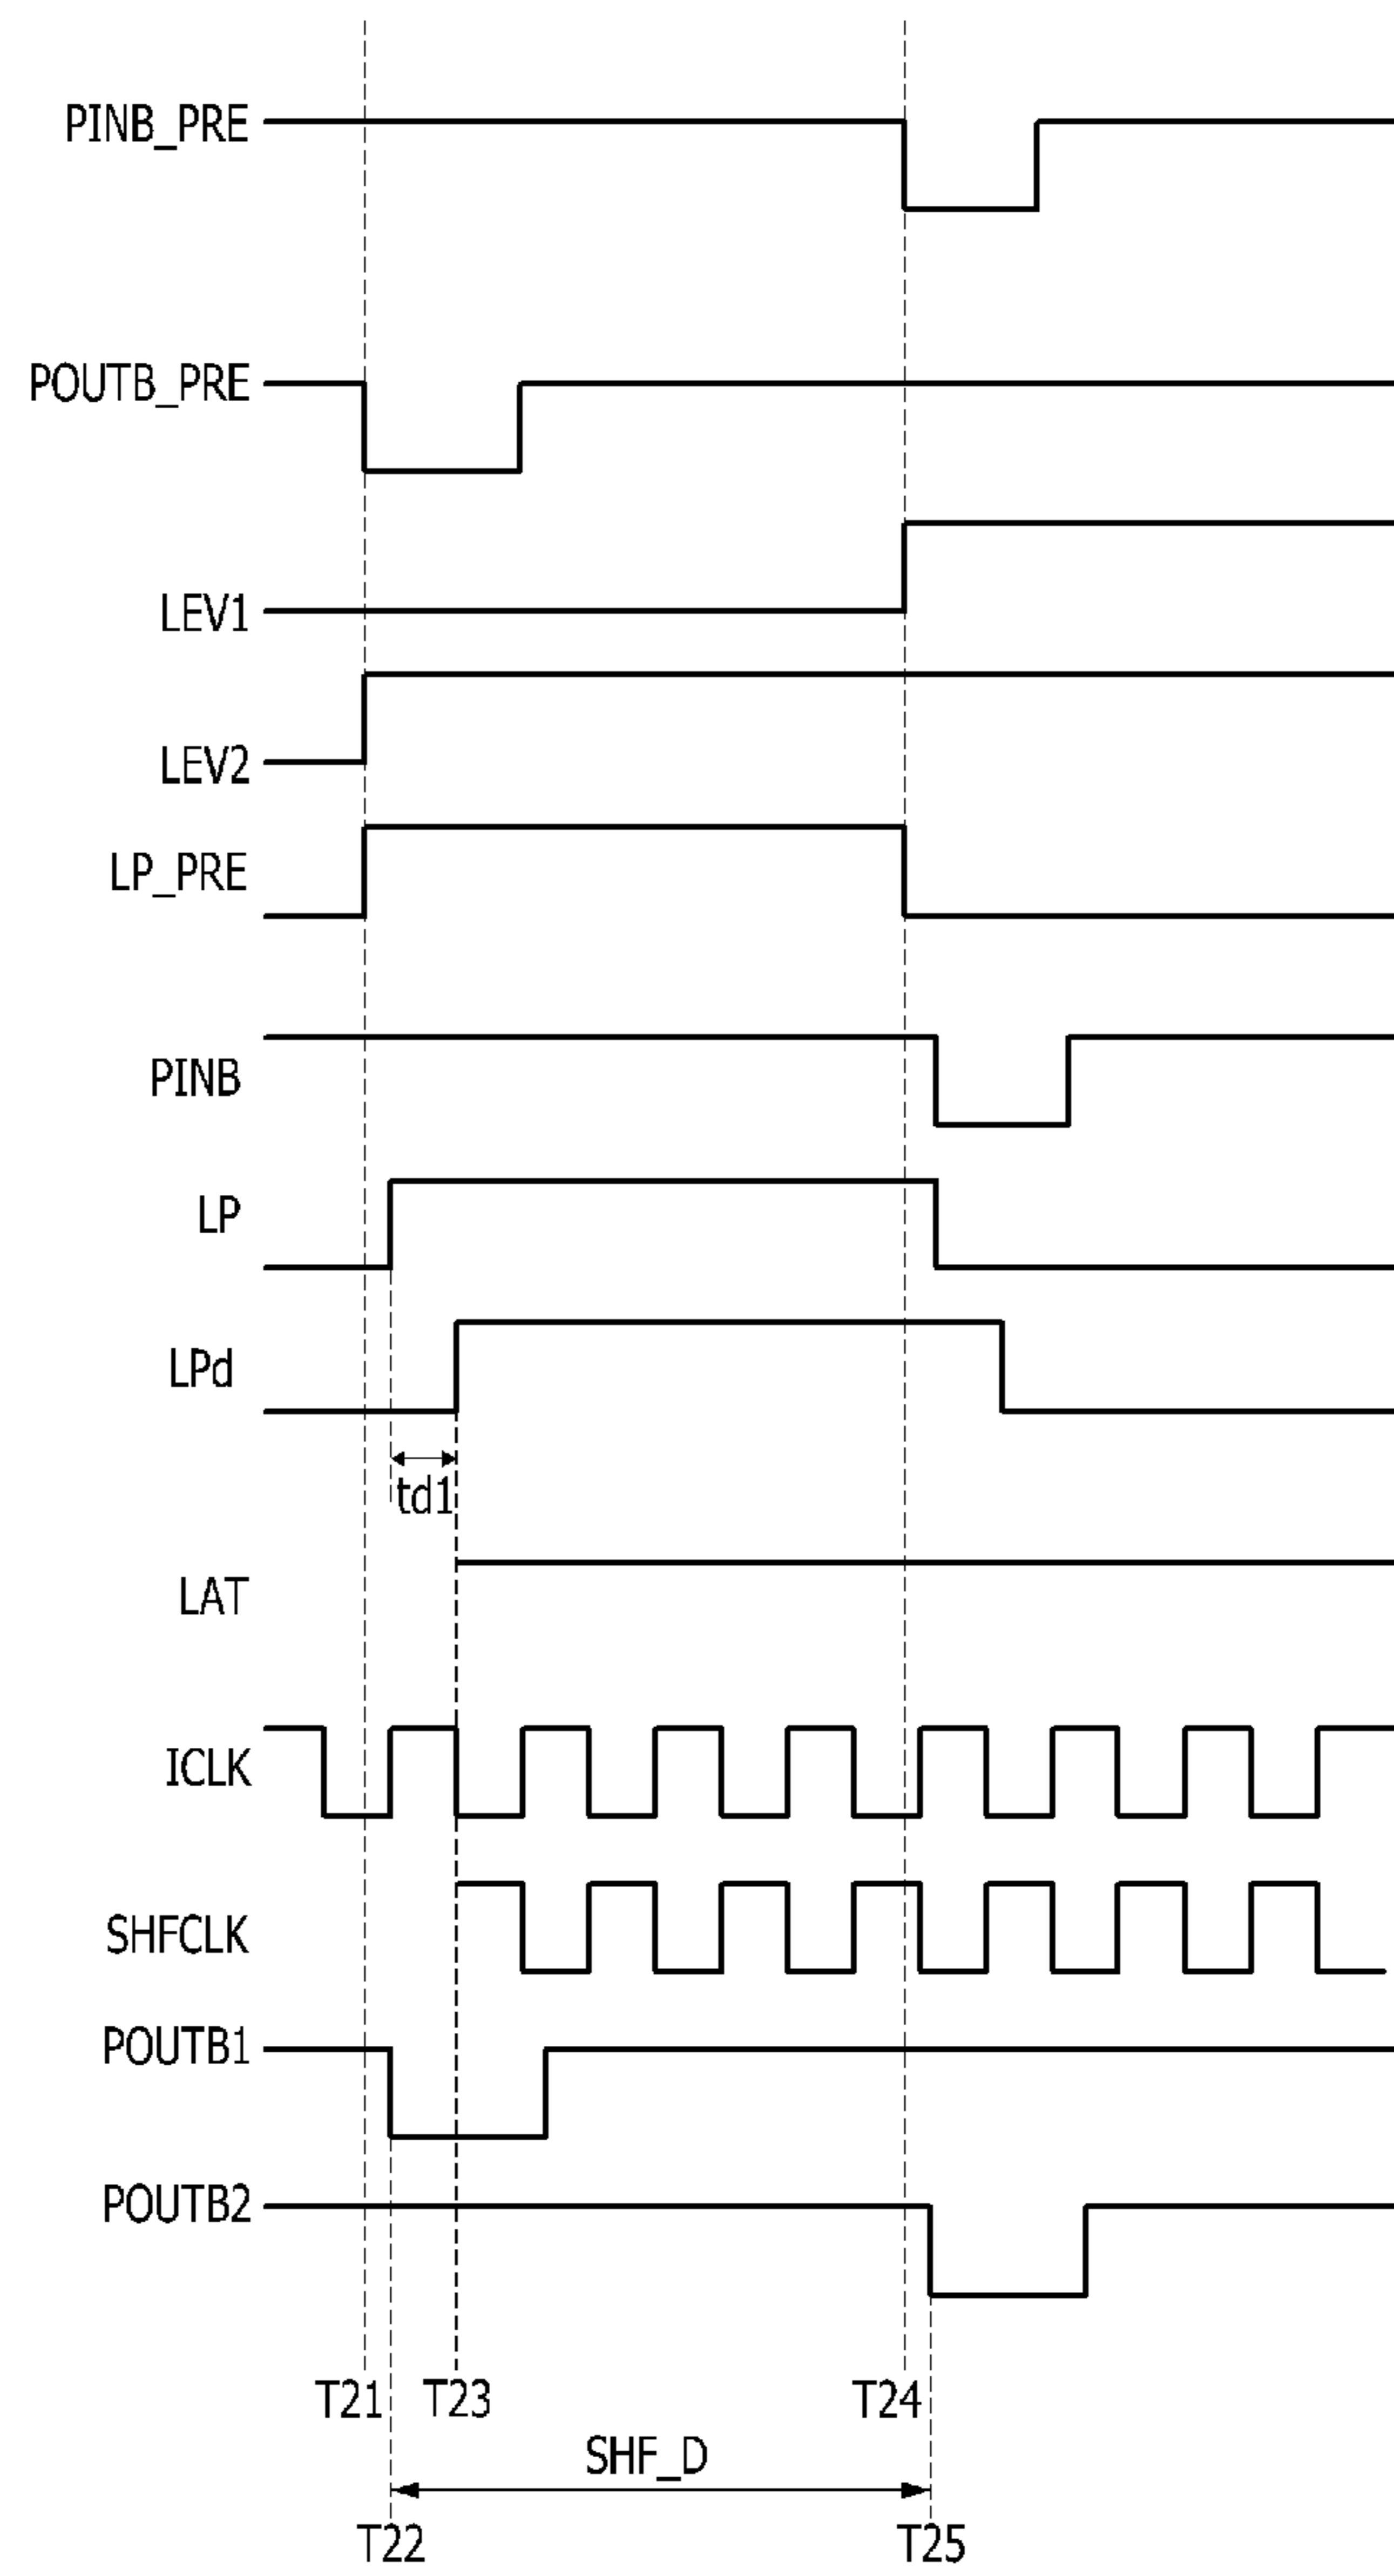 PINB_PRE
POUTB_PRE
LEV1
LEV2
LP_PRE
PINB
LP
LPd
td1
LAT
ICLK
SHFCLK
POUTB1
POUTB2
T21 T23 T24
SHF_D
T22 T25